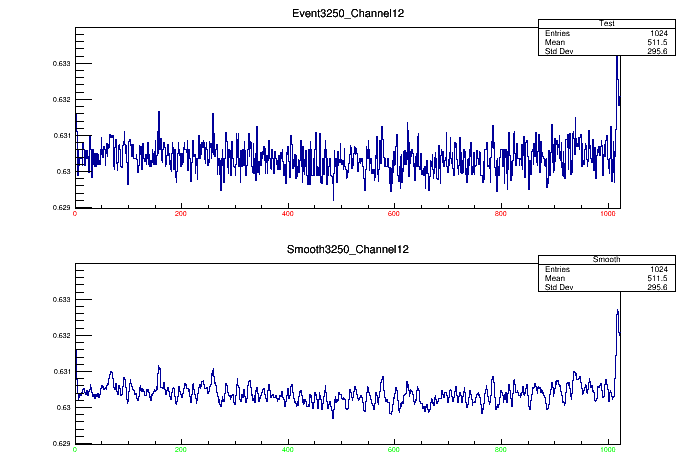 Event3250_Channel12
Test
Entries 1024
Mean 511.5
Std Dev 295.6
0.633
0.632
0.631
0.63
0.629
0 200 400 600 800 1000
Smooth3250_Channel12
Smooth
Entries 1024
Mean 511.5
Std Dev 295.6
0.633
0.632
0.631
0.63
0.629
0 200 400 600 800 1000